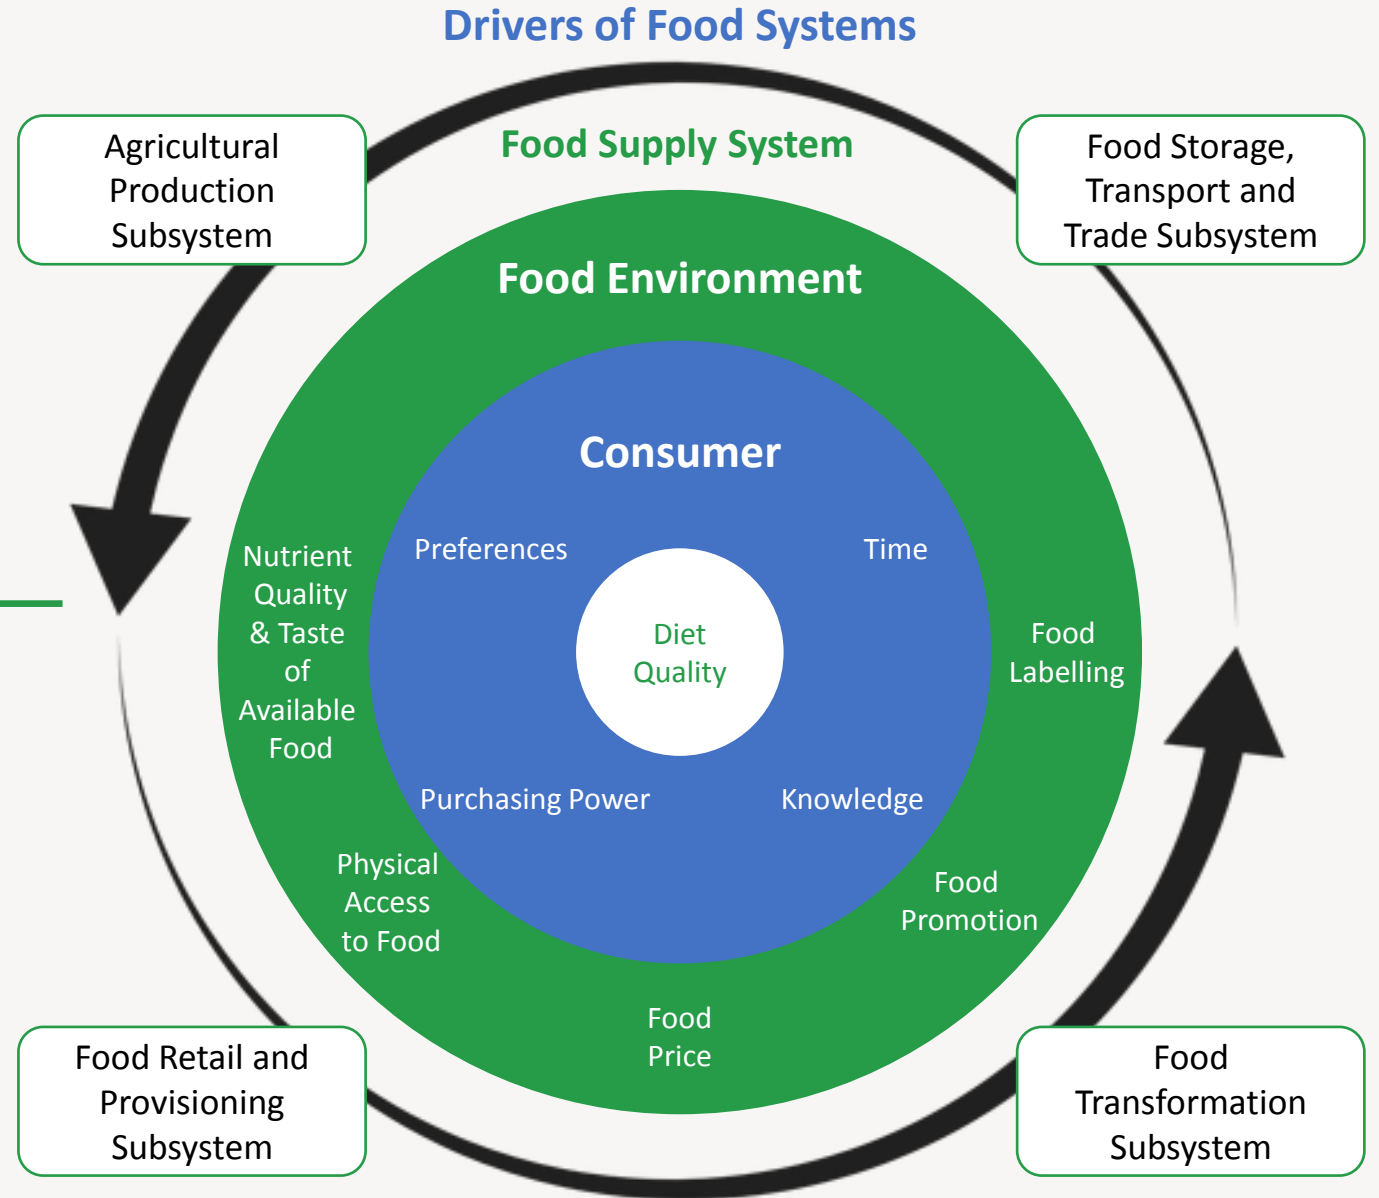 Drivers of Food Systems
Agricultural
Production
Subsystem
Food Supply System
Food Storage,
Transport and
Trade Subsystem
Food Environment
Consumer
Preferences
Time
Nutrient
Quality
& Taste
of
Available
Food
Diet
Quality
Food
Labelling
Purchasing Power
Knowledge
Physical
Access
to Food
Food
Promotion
Food
Price
Food Retail and
Provisioning
Subsystem
Food
Transformation
Subsystem